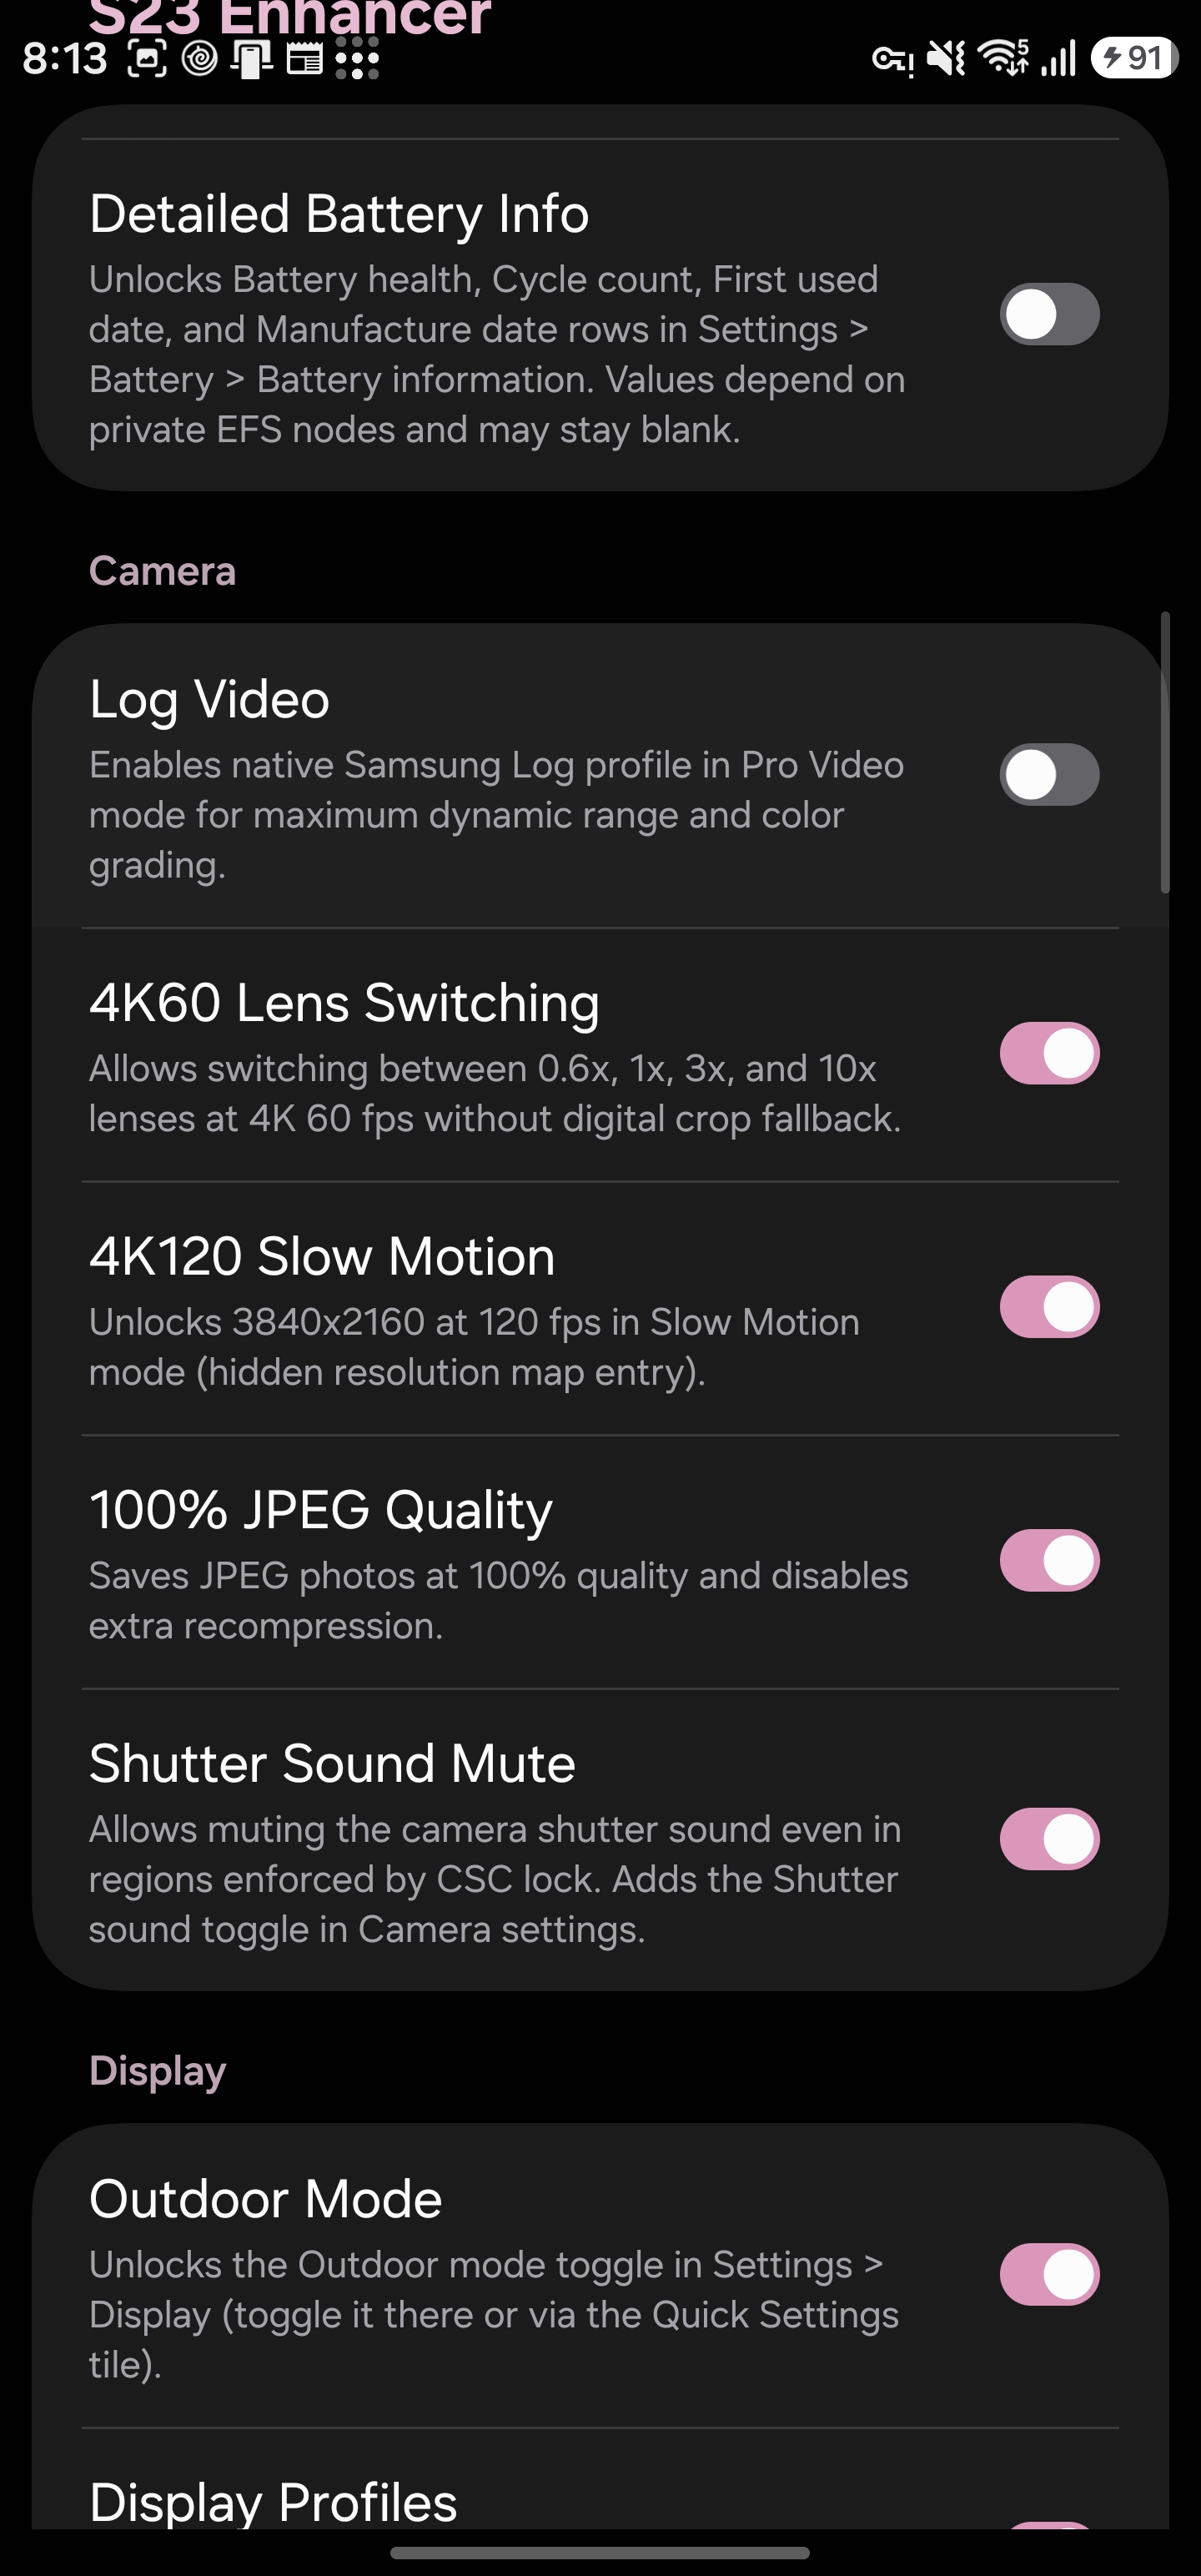 S23 Enhancer
8:13
5
91
Detailed Battery Info
Unlocks Battery health, Cycle count, First used
date, and Manufacture date rows in Settings >
Battery > Battery information. Values depend on
private EFS nodes and may stay blank.
Camera
Log Video
Enables native Samsung Log profile in Pro Video
mode for maximum dynamic range and color
grading.
4K60 Lens Switching
Allows switching between 0.6x, 1x, 3x, and 10x
lenses at 4K 60 fps without digital crop fallback.
4K120 Slow Motion
Unlocks 3840x2160 at 120 fps in Slow Motion
mode (hidden resolution map entry).
100% JPEG Quality
Saves JPEG photos at 100% quality and disables
extra recompression.
Shutter Sound Mute
Allows muting the camera shutter sound even in
regions enforced by CSC lock. Adds the Shutter
sound toggle in Camera settings.
Display
Outdoor Mode
Unlocks the Outdoor mode toggle in Settings >
Display (toggle it there or via the Quick Settings
tile).
Display Profiles